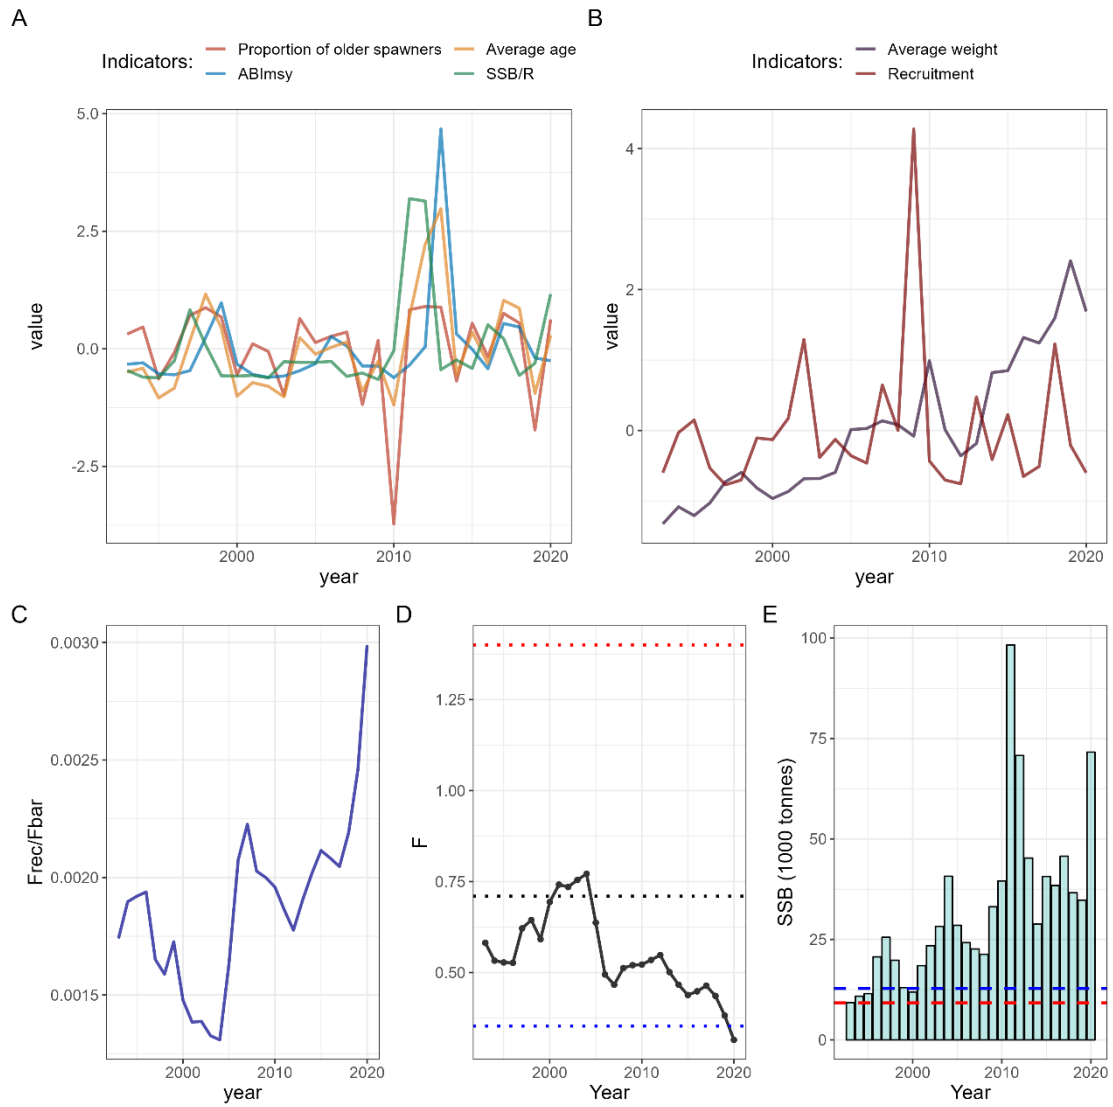 A
B
Indicators:
Proportion of older spawners
Average age
ABImsy
SSB/R
Indicators:
Average weight
Recruitment
5.0
2.5
0.0
-2.5
value
2000
2010
2020
year
4
2
0
value
2000
2010
2020
year
C
D
E
0.0030
0.0025
0.0020
0.0015
Frec/Fbar
2000
2010
2020
year
1.25
1.00
0.75
0.50
F
2000
2010
2020
Year
100
75
50
25
0
SSB (1000 tonnes)
2000
2010
2020
Year